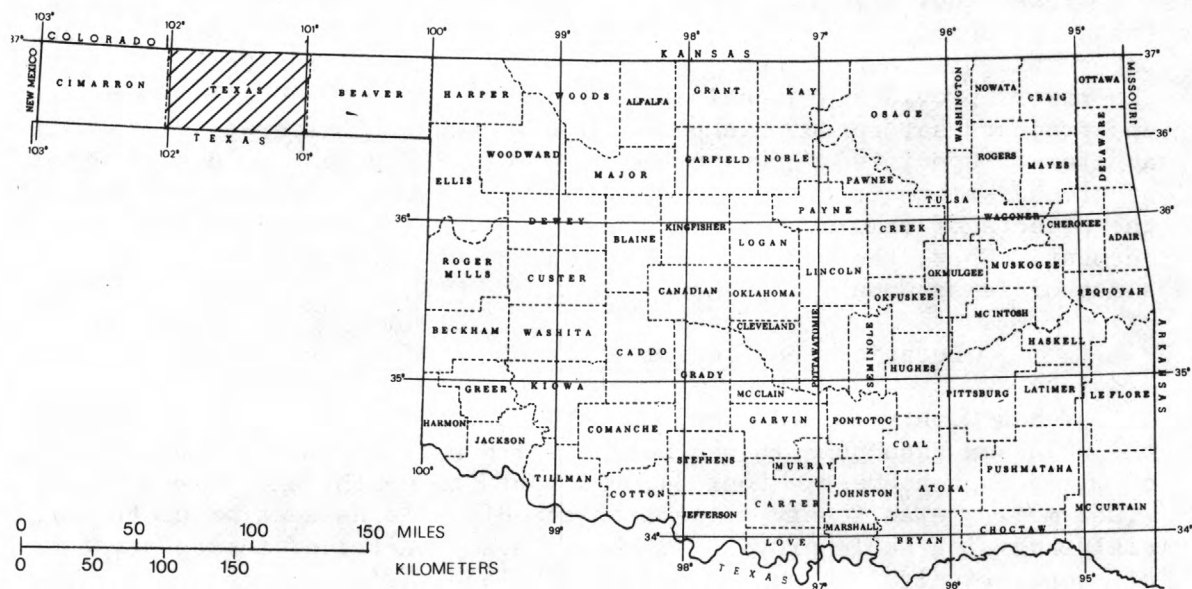 103° 102° 101° 100° 99° 98° 97° 96° 95°
37° COLORADO KANSAS 37°
NEW MEXICO CIMARRON TEXAS BEAVER HARPER WOODS ALFALFA GRANT KAY OSAGE WASHINGTON NOWATA CRAIG OTTAWA MISSOURI
TEXAS
103° 102° 101°
WOODWARD GARFIELD NOBLE ROGERS MAYES DELAWARE 36°
ELLIS MAJOR PAWNEE
36° DEWEY KINGFISHER PAYNE TULSA WAGONER CHEROKEE 36°
BLAINE LOGAN CREEK ADAIR
ROGER MILLS CUSTER LINCOLN OKMULGEE MUSKOGEE
CANADIAN OKLAHOMA OKFUSKEE SEQUOYAH
BECKHAM WASHITA CLEVELAND MC INTOSH
CADDO POTTAWATOMIE SEMINOLE HASKELL ARKANSAS
35° GREER KIOWA GRADY HUGHES 35°
MC CLAIN PITTSBURG LATIMER LE FLORE
HARMON COMANCHE GARVIN PONTOTOC
JACKSON COAL
100° STEPHENS MURRAY PUSHMATAHA
TILLMAN COTTON CARTER JOHNSTON ATOKA
JEFFERSON MARSHALL MC CURTAIN
99° 34° LOVE BRYAN CHOCTAW 34°
98° TEXAS 97° 96° 95°
0 50 100 150 MILES
0 50 100 150 KILOMETERS